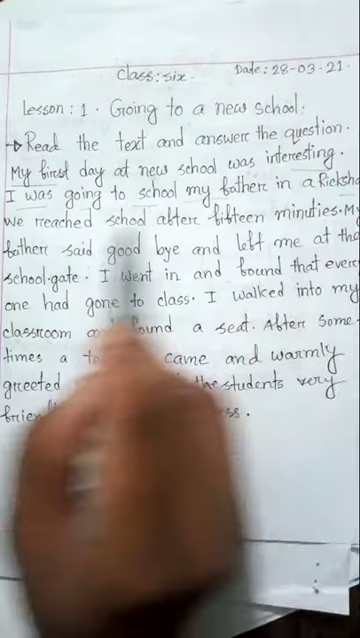 Class: six. Date: 28-03-21.
Lesson: 1. Going to a new school.
→ Read the text and answer the question.
My first day at new school was interesting.
I was going to school my father in a Ricksha
We reached school after fifteen minuties. My
father said good bye and left me at the
school-gate. I went in and found that every
one had gone to class. I walked into my
classroom and found a seat. After Some-
times a came and warmly
greeted the students very